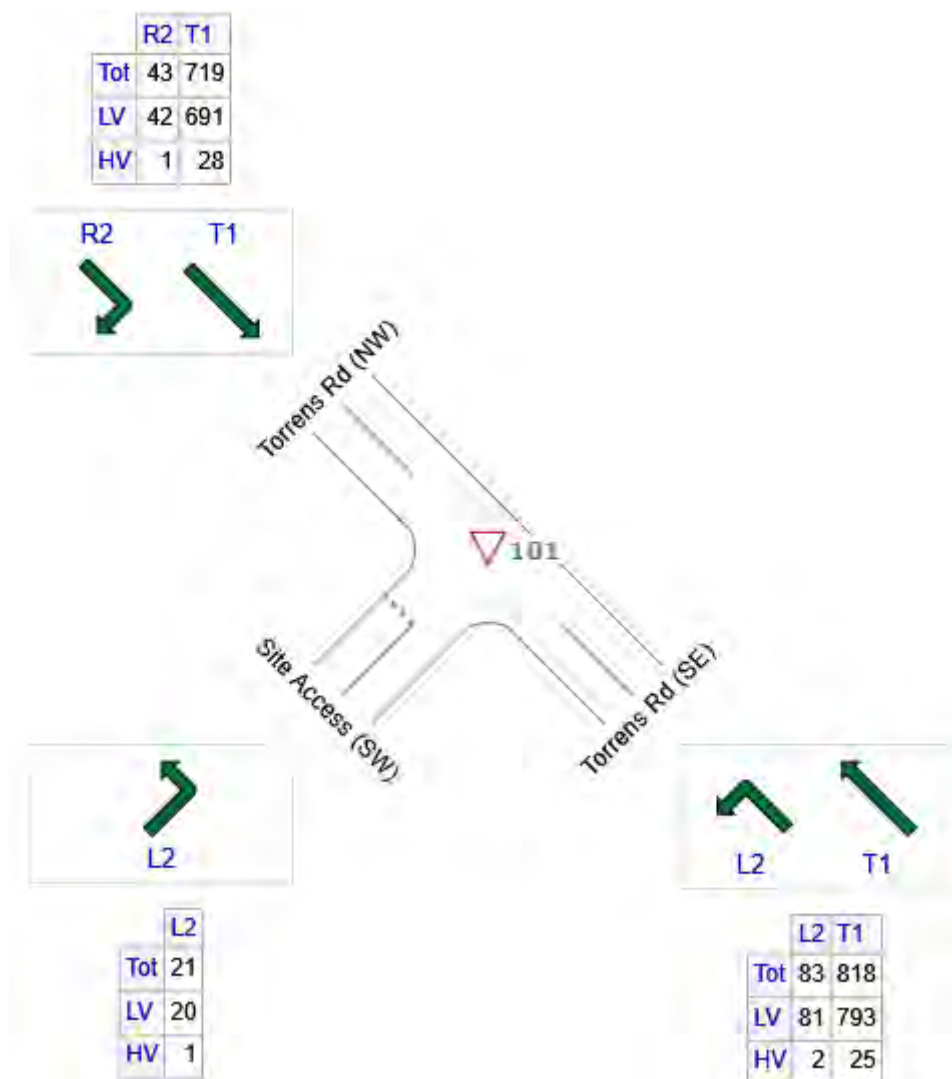 R2 T1
Tot 43 719
LV 42 691
HV 1 28
R2 T1
Torrens Rd (NW)
101
Site Access (SW)
Torrens Rd (SE)
L2
L2 T1
L2
Tot 21
LV 20
HV 1
L2 T1
Tot 83 818
LV 81 793
HV 2 25